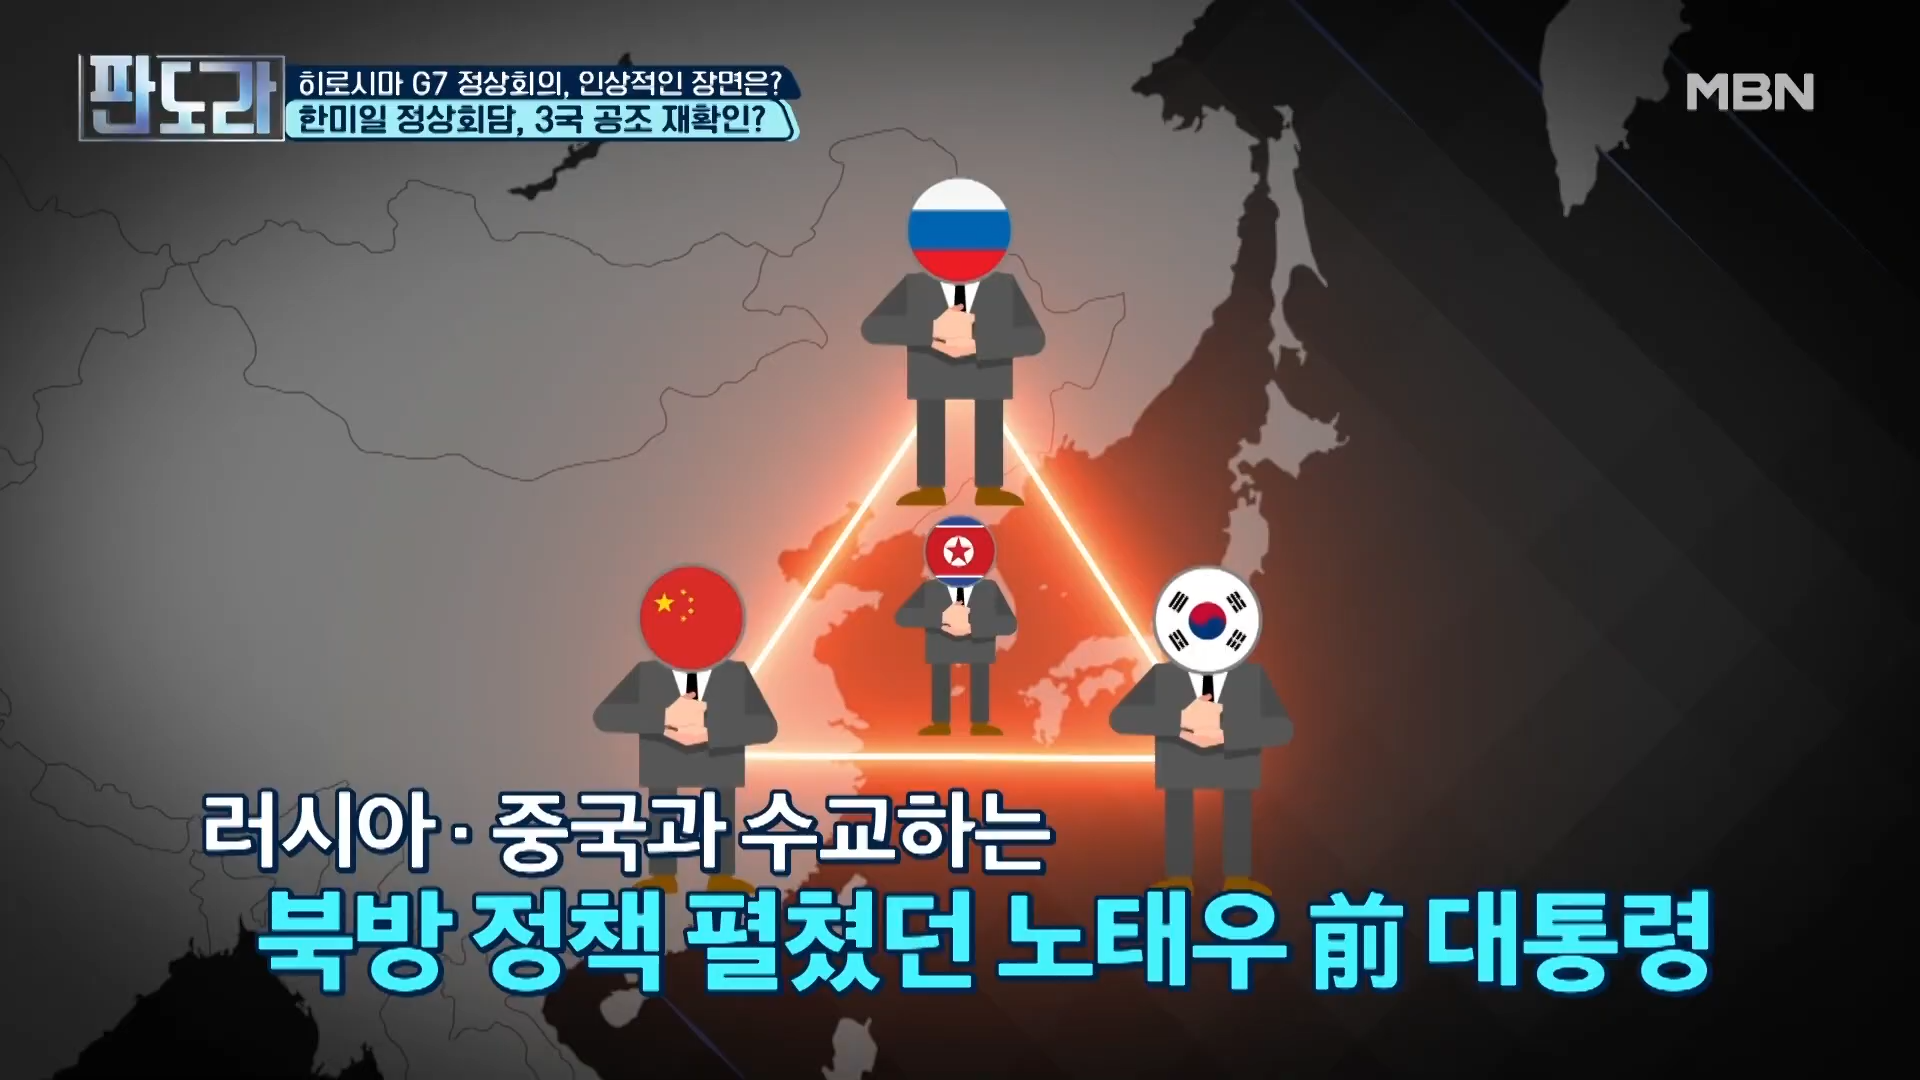 판도라
히로시마 G7 정상회의, 인상적인 장면은?
한미일 정상회담, 3국 공조 재확인?
MBN
러시아·중국과 수교하는
북방 정책 펼쳤던 노태우 前 대통령